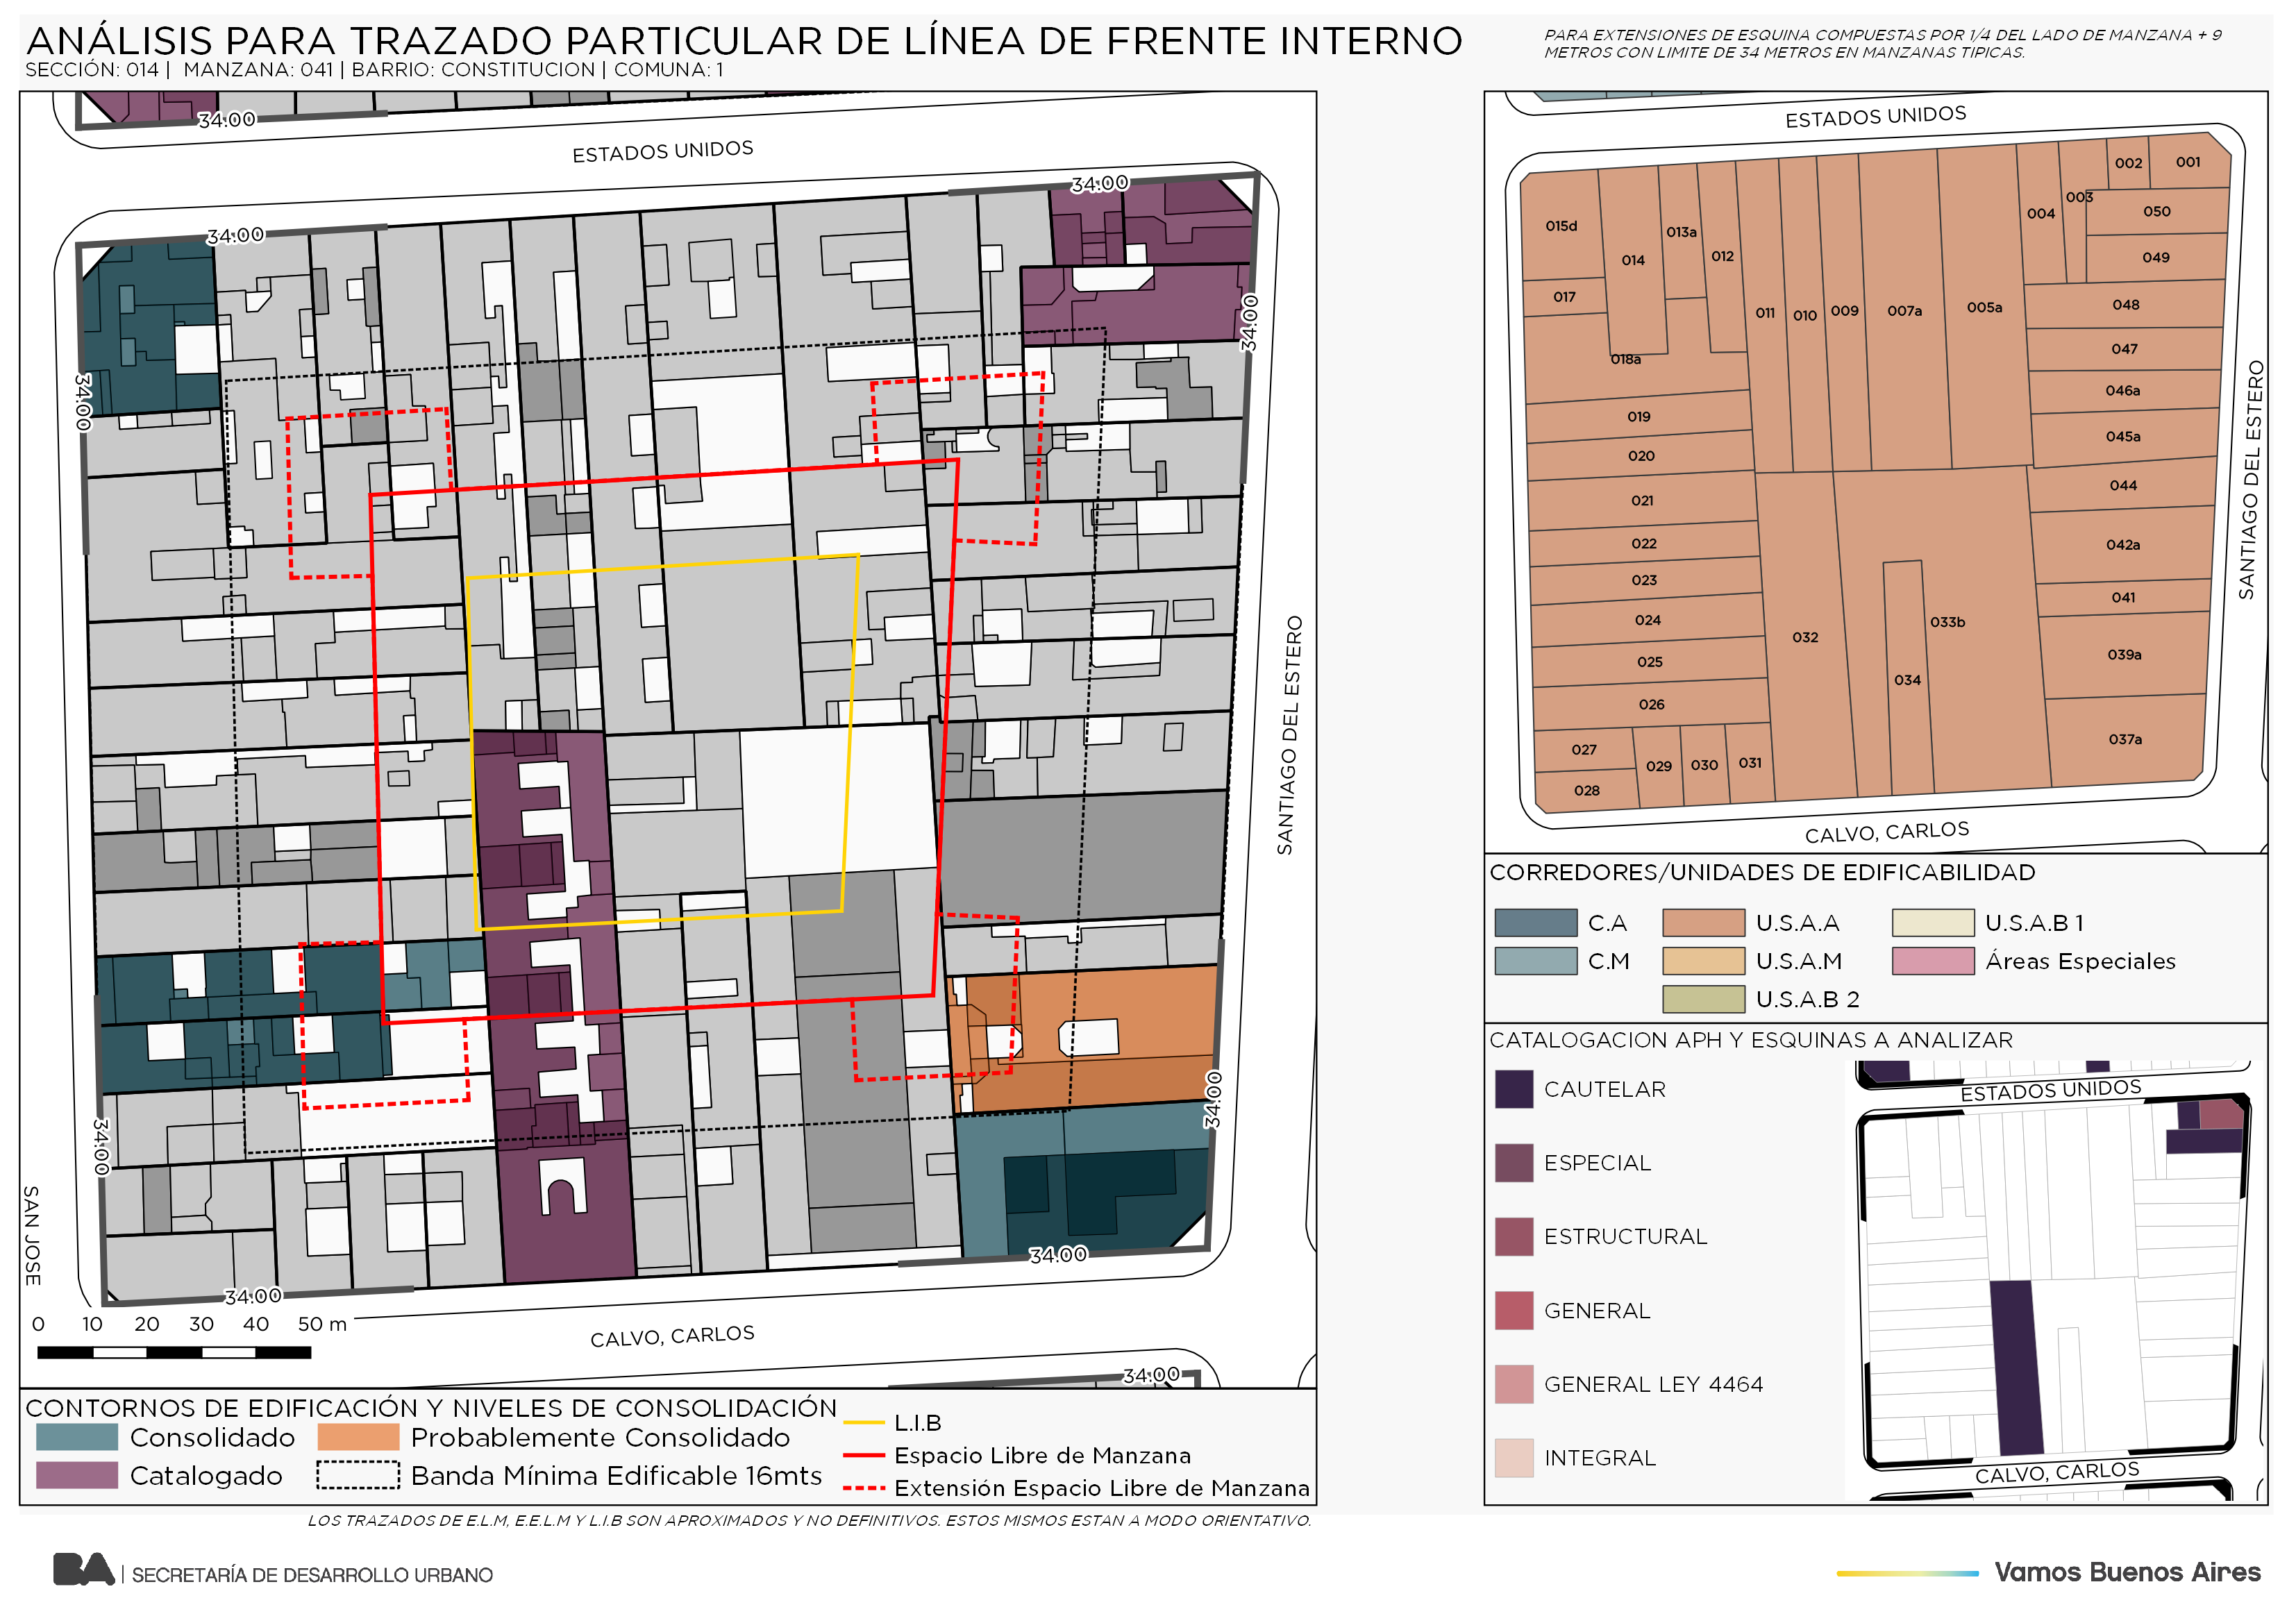 ANÁLISIS PARA TRAZADO PARTICULAR DE LÍNEA DE FRENTE INTERNO
SECCIÓN: 014 | MANZANA: 041 | BARRIO: CONSTITUCION | COMUNA: 1
PARA EXTENSIONES DE ESQUINA COMPUESTAS POR 1/4 DEL LADO DE MANZANA + 9
METROS CON LIMITE DE 34 METROS EN MANZANAS TIPICAS.
34.00
ESTADOS UNIDOS
34.00
34.00
34.00
34.00
SANTIAGO DEL ESTERO
34.00
34.00
SAN JOSE
34.00
34.00
0 10 20 30 40 50 m
CALVO, CARLOS
34.00
CONTORNOS DE EDIFICACIÓN Y NIVELES DE CONSOLIDACIÓN
Consolidado
Probablemente Consolidado
Catalogado
Banda Mínima Edificable 16mts
L.I.B
Espacio Libre de Manzana
Extensión Espacio Libre de Manzana
LOS TRAZADOS DE E.L.M, E.E.L.M Y L.I.B SON APROXIMADOS Y NO DEFINITIVOS. ESTOS MISMOS ESTAN A MODO ORIENTATIVO.
ESTADOS UNIDOS
002
001
003
015d
004
050
013a
014
012
049
017
048
011
010
009
007a
005a
047
018a
046a
019
045a
020
044
021
022
042a
023
041
024
032
033b
025
039a
034
026
027
029
030
031
037a
028
SANTIAGO DEL ESTERO
CALVO, CARLOS
CORREDORES/UNIDADES DE EDIFICABILIDAD
C.A
U.S.A.A
U.S.A.B 1
C.M
U.S.A.M
Áreas Especiales
U.S.A.B 2
CATALOGACION APH Y ESQUINAS A ANALIZAR
CAUTELAR
ESPECIAL
ESTRUCTURAL
GENERAL
GENERAL LEY 4464
INTEGRAL
ESTADOS UNIDOS
CALVO, CARLOS
BA | SECRETARÍA DE DESARROLLO URBANO
Vamos Buenos Aires